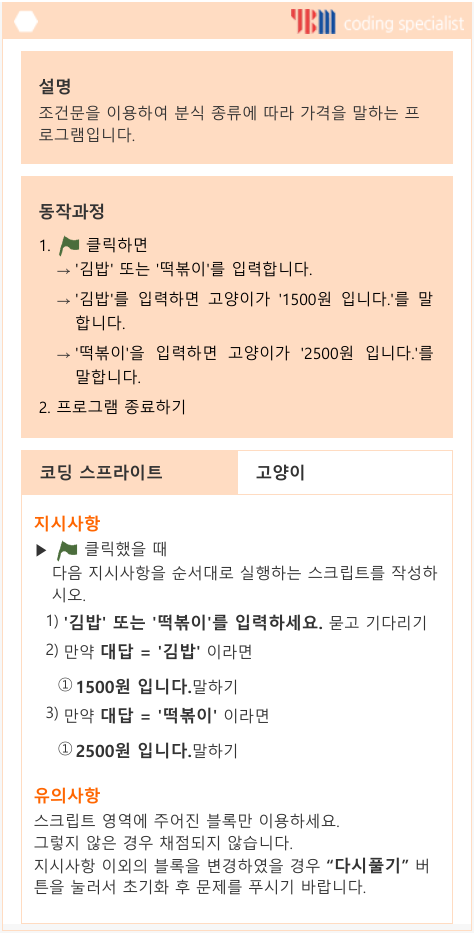 YBM coding specialist
설명
조건문을 이용하여 분식 종류에 따라 가격을 말하는 프
로그램입니다.
동작과정
1. 클릭하면
→ '김밥' 또는 '떡볶이'를 입력합니다.
→ '김밥'를 입력하면 고양이가 '1500원 입니다.'를 말
합니다.
→ '떡볶이'을 입력하면 고양이가 '2500원 입니다.'를
말합니다.
2. 프로그램 종료하기
코딩 스프라이트 고양이
지시사항
▶ 클릭했을 때
다음 지시사항을 순서대로 실행하는 스크립트를 작성하
시오.
1) '김밥' 또는 '떡볶이'를 입력하세요. 묻고 기다리기
2) 만약 대답 = '김밥' 이라면
① 1500원 입니다.말하기
3) 만약 대답 = '떡볶이' 이라면
① 2500원 입니다.말하기
유의사항
스크립트 영역에 주어진 블록만 이용하세요.
그렇지 않은 경우 채점되지 않습니다.
지시사항 이외의 블록을 변경하였을 경우 “다시풀기” 버
튼을 눌러서 초기화 후 문제를 푸시기 바랍니다.